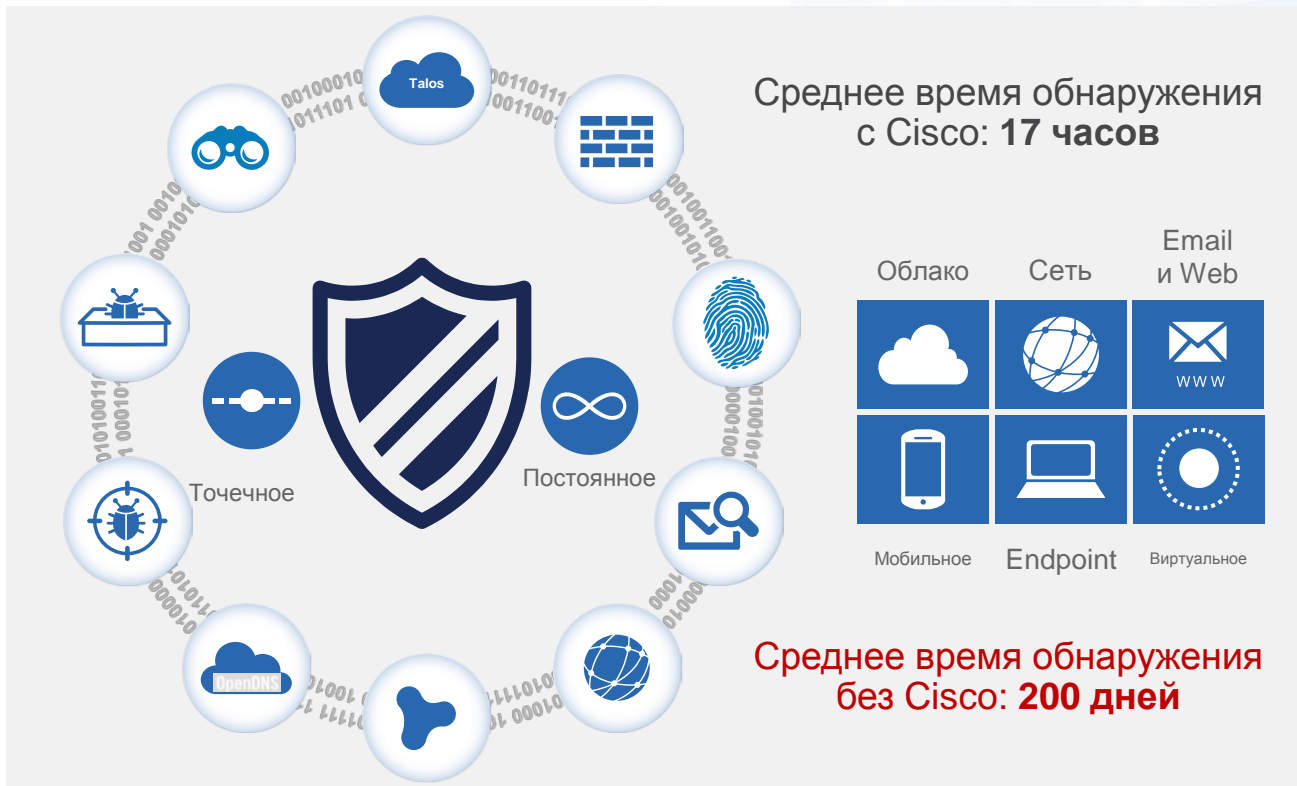 Talos
Среднее время обнаружения
с Cisco: 17 часов
Облако
Сеть
Email
и Web
www
Точечное
Постоянное
Мобильное
Endpoint
Виртуальное
OpenDNS
Среднее время обнаружения
без Cisco: 200 дней